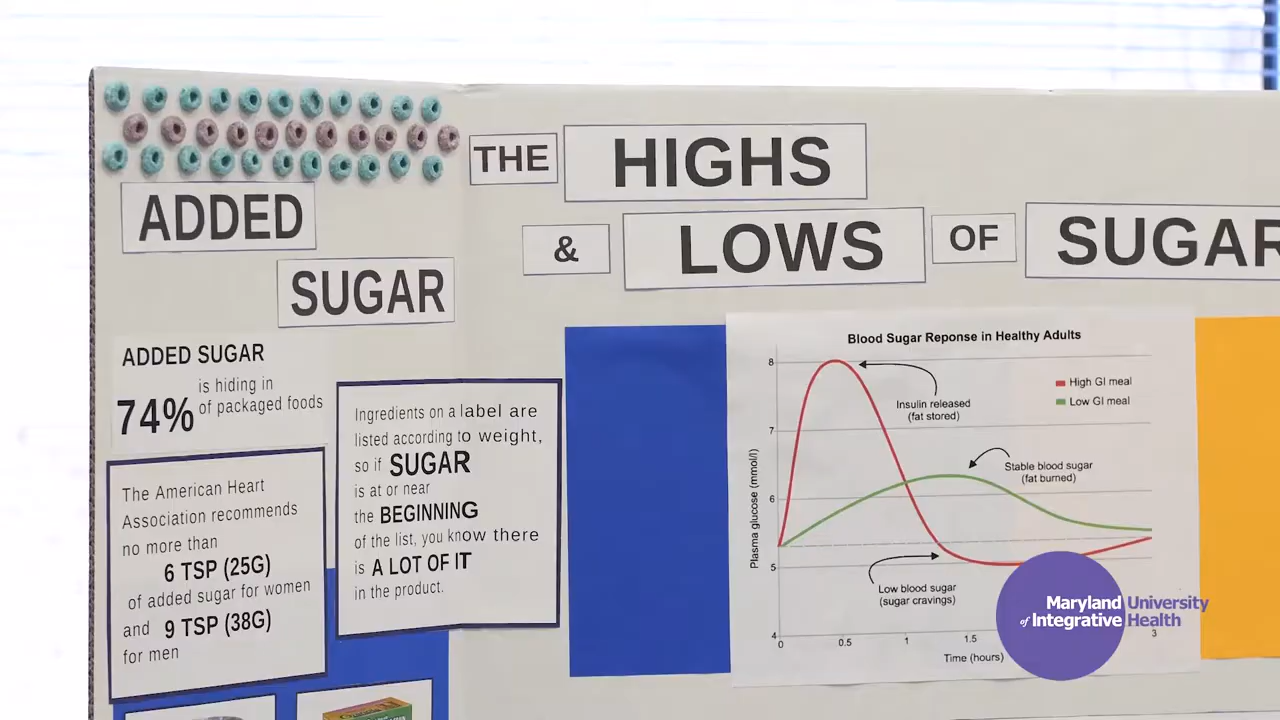 ADDED
SUGAR
THE HIGHS
& LOWS OF SUGAR
ADDED SUGAR
is hiding in
74% of packaged foods
The American Heart
Association recommends
no more than
6 TSP (25G)
of added sugar for women
and 9 TSP (38G)
for men
Ingredients on a label are
listed according to weight,
so if SUGAR
is at or near
the BEGINNING
of the list, you know there
is A LOT OF IT
in the product.
Blood Sugar Reponse in Healthy Adults
High GI meal
Low GI meal
Insulin released
(fat stored)
Stable blood sugar
(fat burned)
Low blood sugar
(sugar cravings)
Plasma glucose (mmol/l)
8
7
6
5
4
0 0.5 1 1.5 3
Time (hours)
Maryland University
of Integrative Health